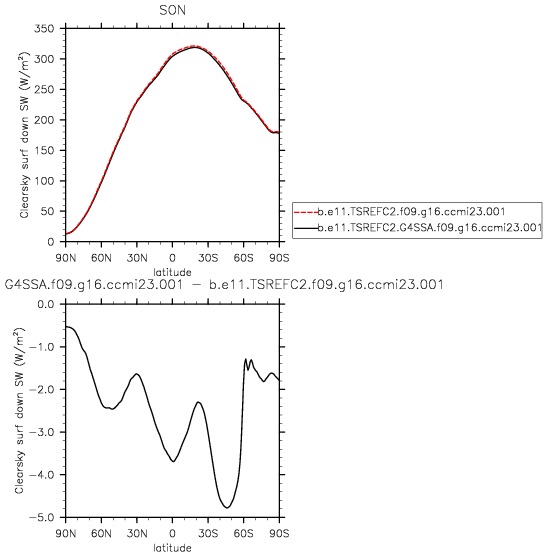 SON
350
300
250
200
150
100
50
0
Clearsky surf down SW (W/m²)
90N 60N 30N 0 30S 60S 90S
latitude
b.e11.TSREFC2.f09.g16.ccmi23.001
b.e11.TSREFC2.G4SSA.f09.g16.ccmi23.001
G4SSA.f09.g16.ccmi23.001 − b.e11.TSREFC2.f09.g16.ccmi23.001
0.0
−1.0
−2.0
−3.0
−4.0
−5.0
Clearsky surf down SW (W/m²)
90N 60N 30N 0 30S 60S 90S
latitude